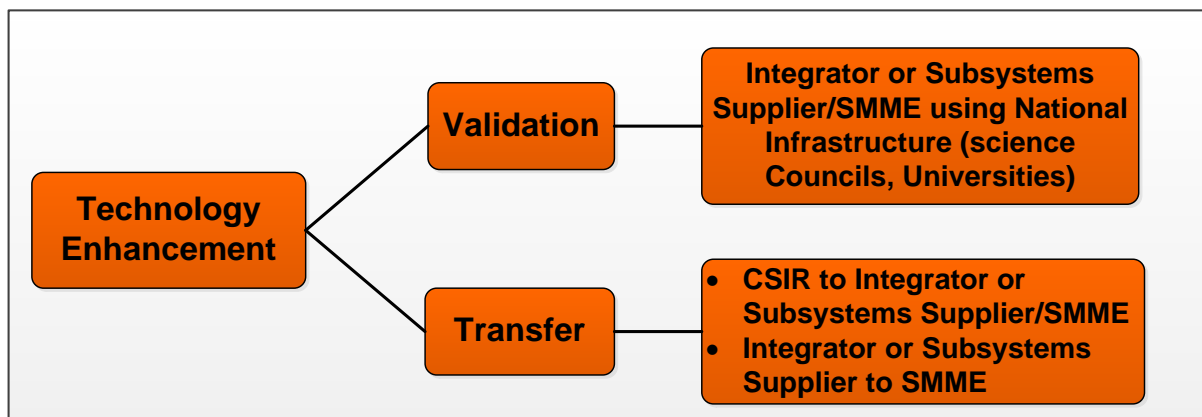 Technology
Enhancement
Validation
Integrator or Subsystems
Supplier/SMME using National
Infrastructure (science
Councils, Universities)
Transfer
• CSIR to Integrator or
Subsystems Supplier/SMME
• Integrator or Subsystems
Supplier to SMME